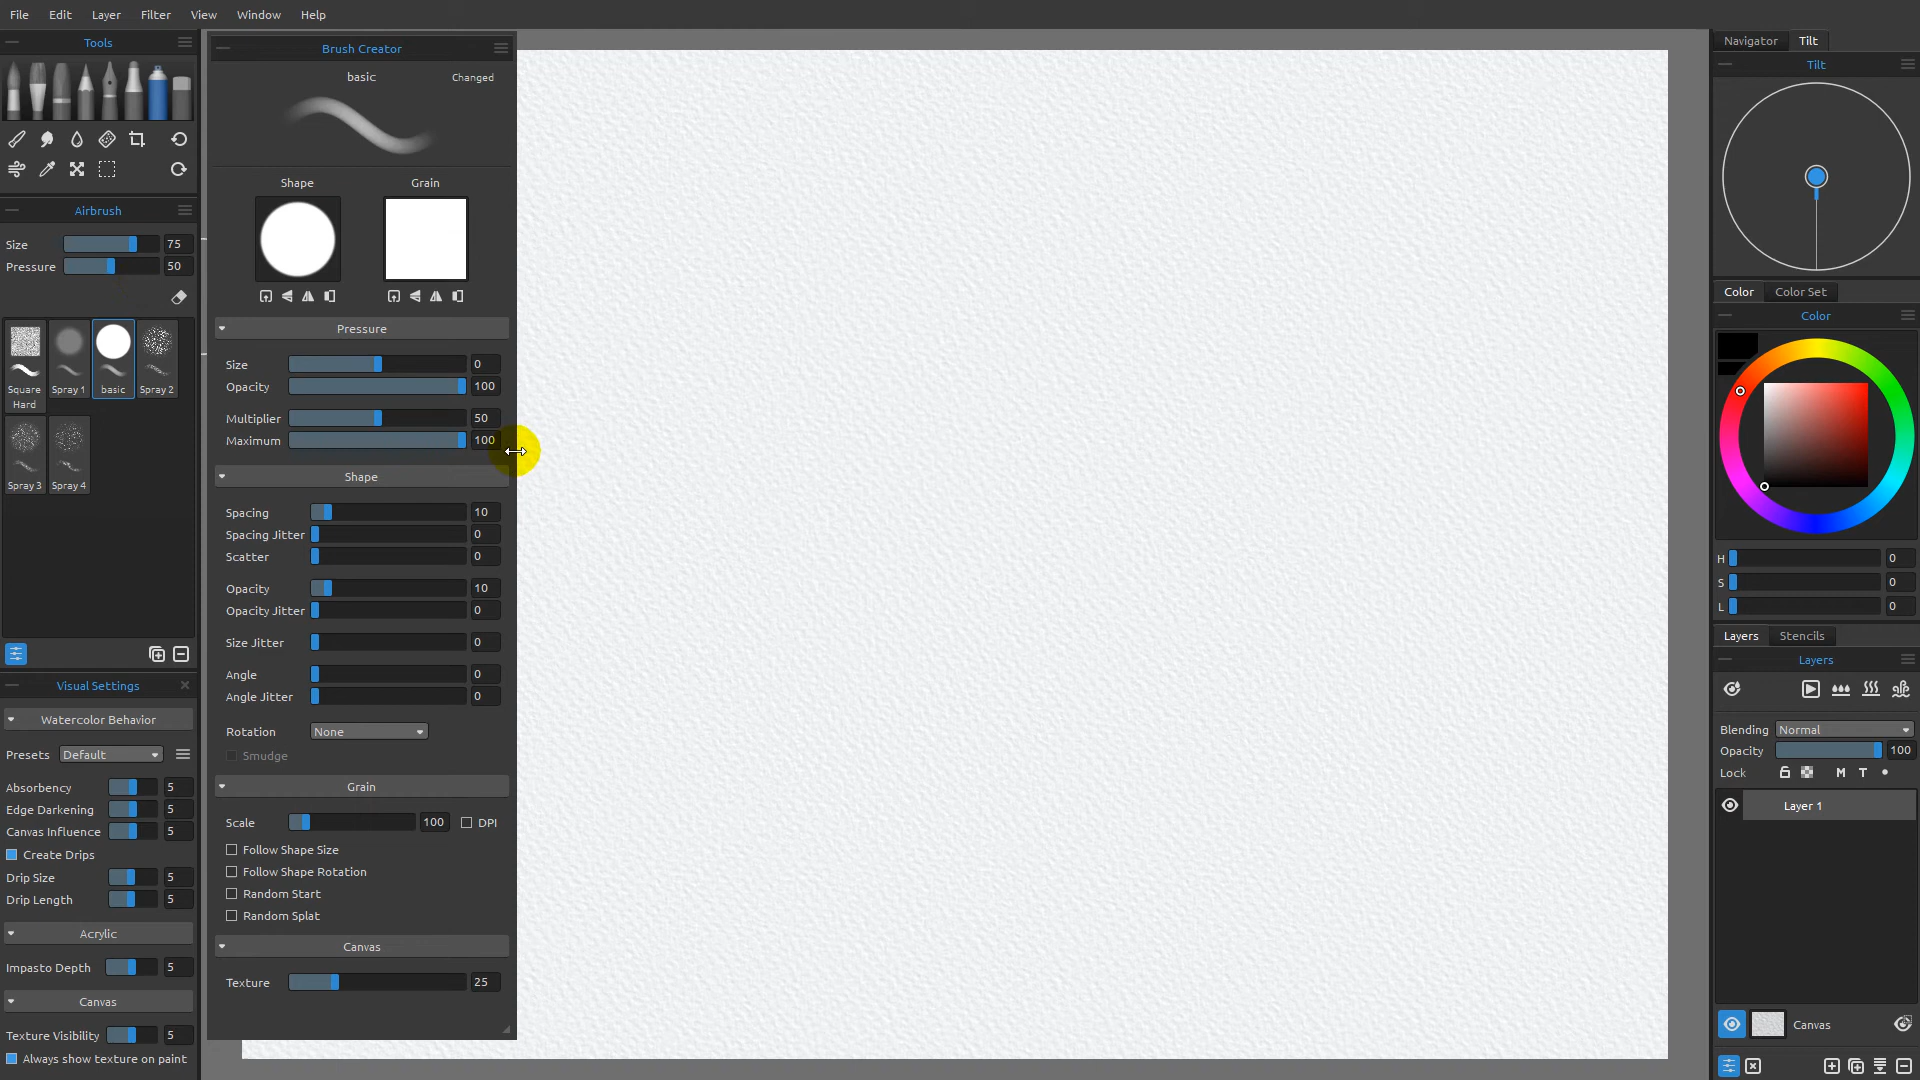 File Edit Layer Filter View Window Help
Tools
Airbrush
Size 75
Pressure 50
Square Hard
Spray 1
basic
Spray 2
Spray 3
Spray 4
Visual Settings
Watercolor Behavior
Presets Default
Absorbency 5
Edge Darkening 5
Canvas Influence 5
Create Drips
Drip Size 5
Drip Length 5
Acrylic
Impasto Depth 5
Canvas
Texture Visibility 5
Always show texture on paint
Brush Creator
basic Changed
Shape Grain
Pressure
Size 0
Opacity 100
Multiplier 50
Maximum 100
Shape
Spacing 10
Spacing Jitter 0
Scatter 0
Opacity 10
Opacity Jitter 0
Size Jitter 0
Angle 0
Angle Jitter 0
Rotation None
Smudge
Grain
Scale 100 DPI
Follow Shape Size
Follow Shape Rotation
Random Start
Random Splat
Canvas
Texture 25
Navigator Tilt
Tilt
Color Color Set
Color
H 0
S 0
L 0
Layers Stencils
Layers
Blending Normal
Opacity 100
Lock M T
Layer 1
Canvas